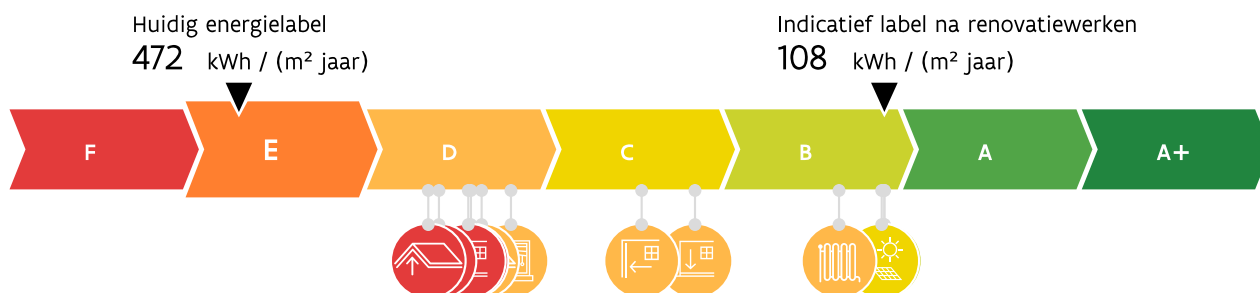 Huidig energielabel
472 kWh / (m² jaar)
Indicatief label na renovatiewerken
108 kWh / (m² jaar)
F E D C B A A+